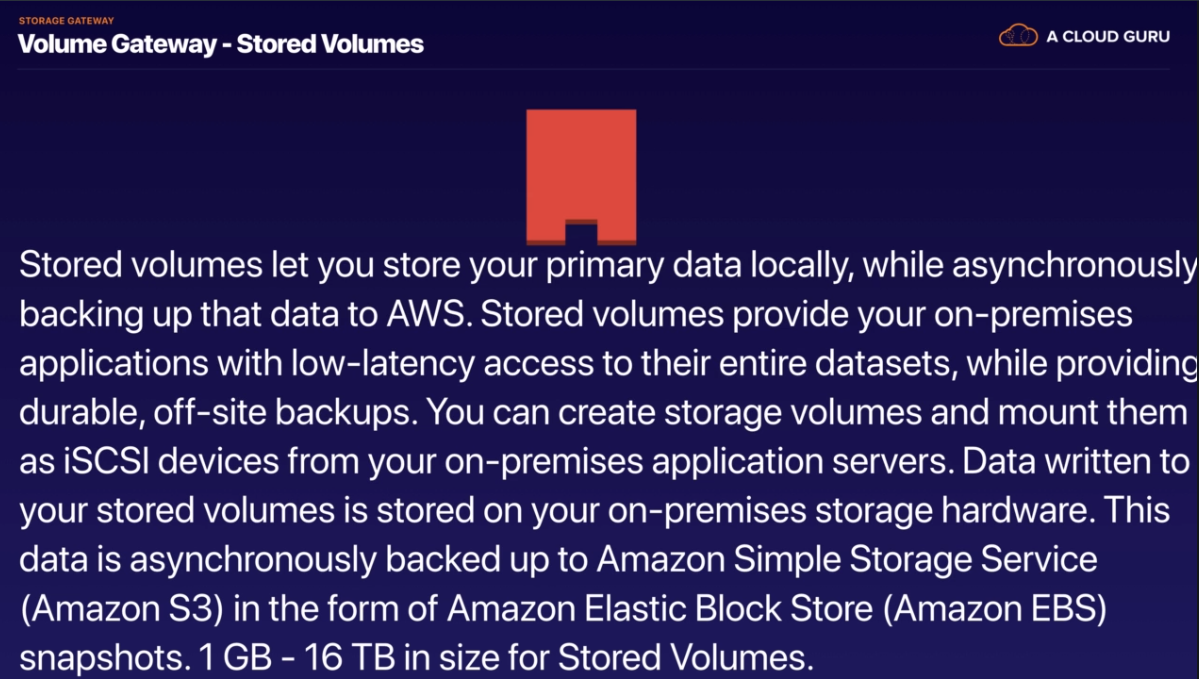 STORAGE GATEWAY
Volume Gateway - Stored Volumes
A CLOUD GURU
Stored volumes let you store your primary data locally, while asynchronously
backing up that data to AWS. Stored volumes provide your on-premises
applications with low-latency access to their entire datasets, while providing
durable, off-site backups. You can create storage volumes and mount them
as iSCSI devices from your on-premises application servers. Data written to
your stored volumes is stored on your on-premises storage hardware. This
data is asynchronously backed up to Amazon Simple Storage Service
(Amazon S3) in the form of Amazon Elastic Block Store (Amazon EBS)
snapshots. 1 GB - 16 TB in size for Stored Volumes.